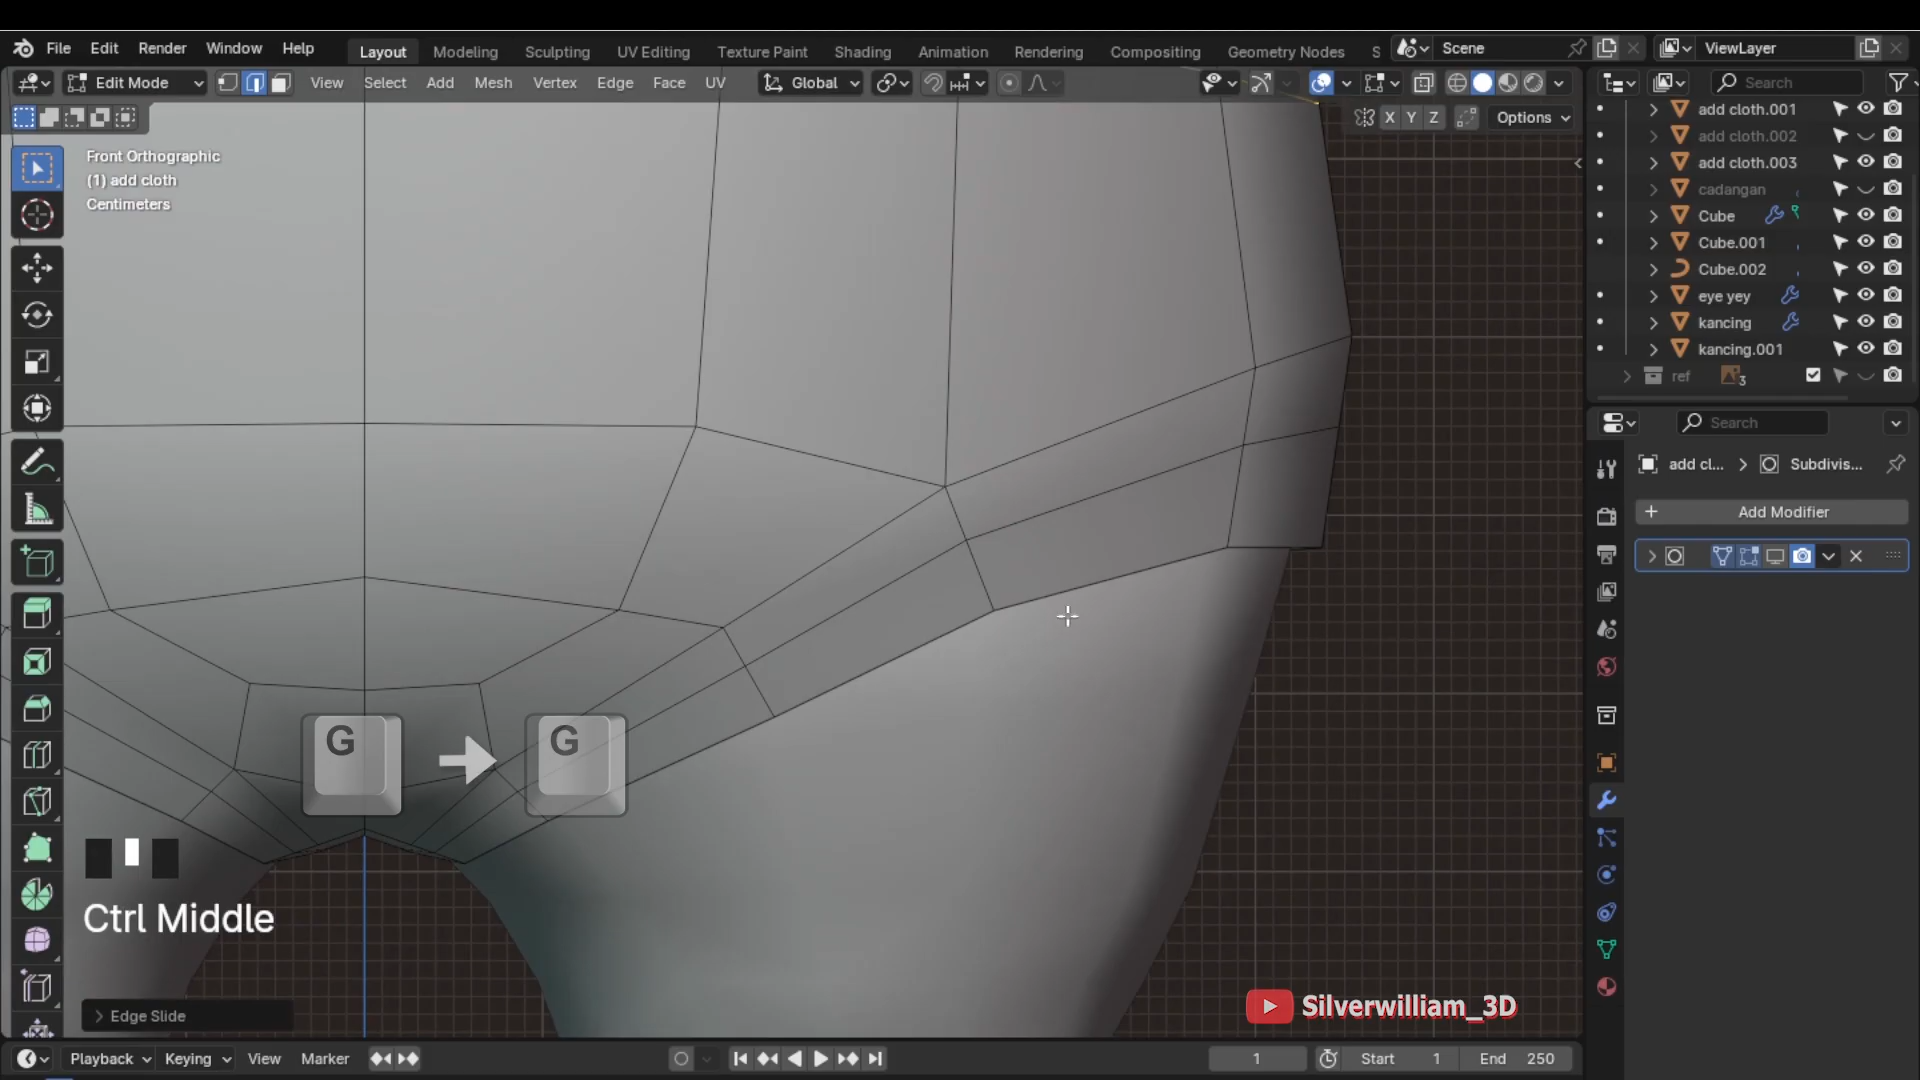 File Edit Render Window Help Layout Modeling Sculpting UV Editing Texture Paint Shading Animation Rendering Compositing Geometry Nodes S Scene ViewLayer
Edit Mode View Select Add Mesh Vertex Edge Face UV Global Search
X Y Z Options
Front Orthographic
(1) add cloth
Centimeters
add cloth.001
add cloth.002
add cloth.003
cadangan
Cube
Cube.001
Cube.002
eye yey
kancing
kancing.001
ref 3
Search
add cl... Subdivis...
Add Modifier
G G
Ctrl Middle
Edge Slide
Silverwilliam_3D
Playback Keying View Marker 1 Start 1 End 250